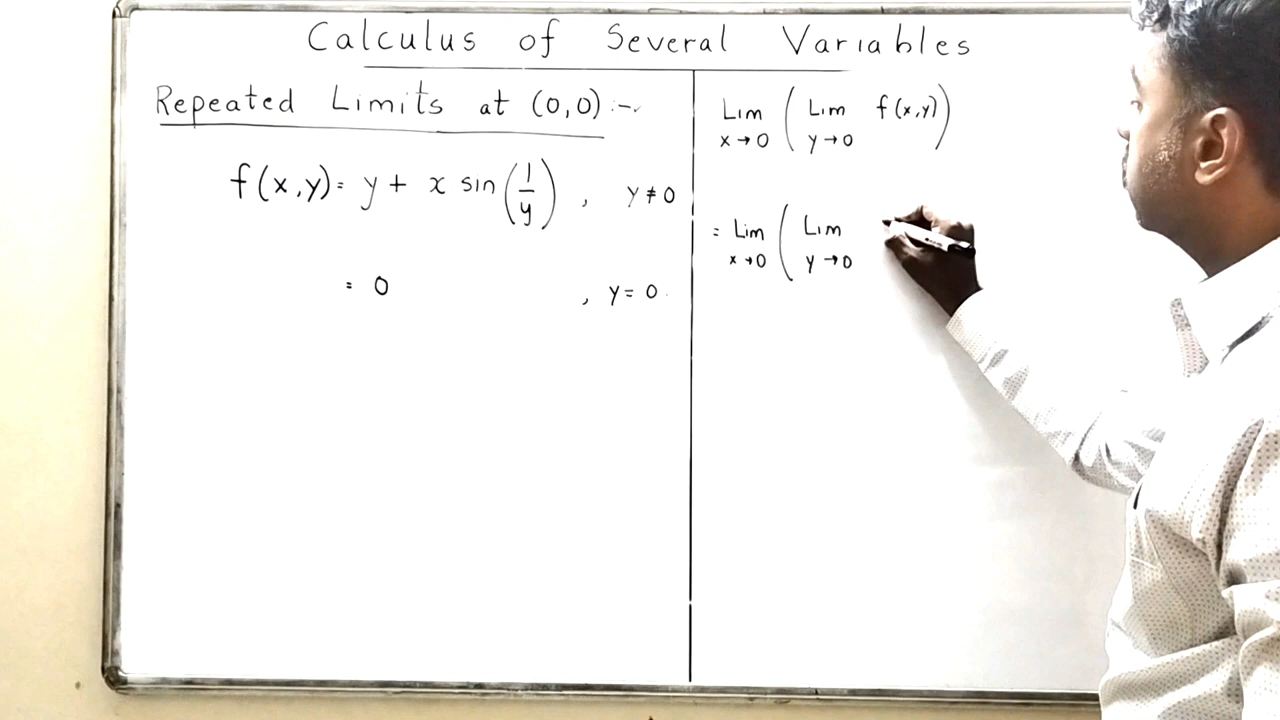 Calculus of Several Variables
Repeated Limits at (0,0) :-
f(x,y) = y + x sin(1/y) , y ≠ 0
= 0 , y = 0.
Lim x→0 ( Lim y→0 f(x,y) )
= Lim x→0 ( Lim y→0